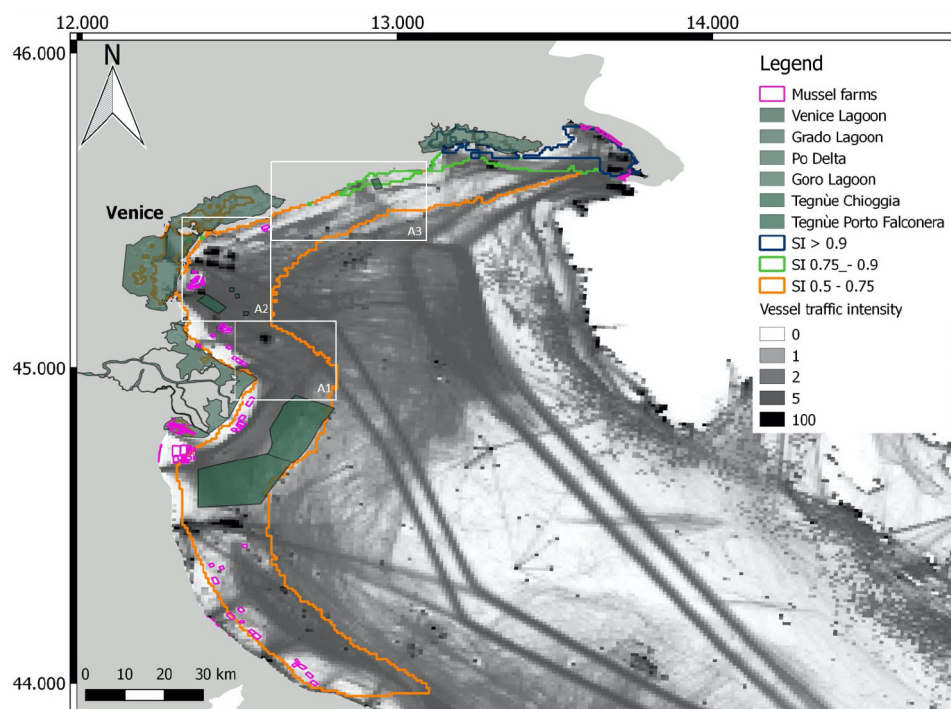 12.000 13.000 14.000
46.000
N
Legend
Mussel farms
Venice Lagoon
Grado Lagoon
Po Delta
Goro Lagoon
Tegnùe Chioggia
Tegnùe Porto Falconera
SI > 0.9
SI 0.75_- 0.9
SI 0.5 - 0.75
Vessel traffic intensity
0
1
2
5
100
Venice
A3
A2
45.000
A1
0 10 20 30 km
44.000